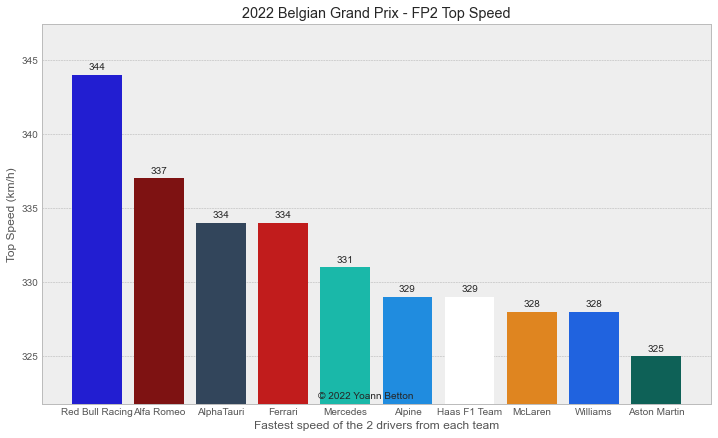 2022 Belgian Grand Prix - FP2 Top Speed
Top Speed (km/h)
345
340
335
330
325
344
337
334
334
331
329
329
328
328
325
© 2022 Yoann Betton
Red Bull Racing
Alfa Romeo
AlphaTauri
Ferrari
Mercedes
Alpine
Haas F1 Team
McLaren
Williams
Aston Martin
Fastest speed of the 2 drivers from each team